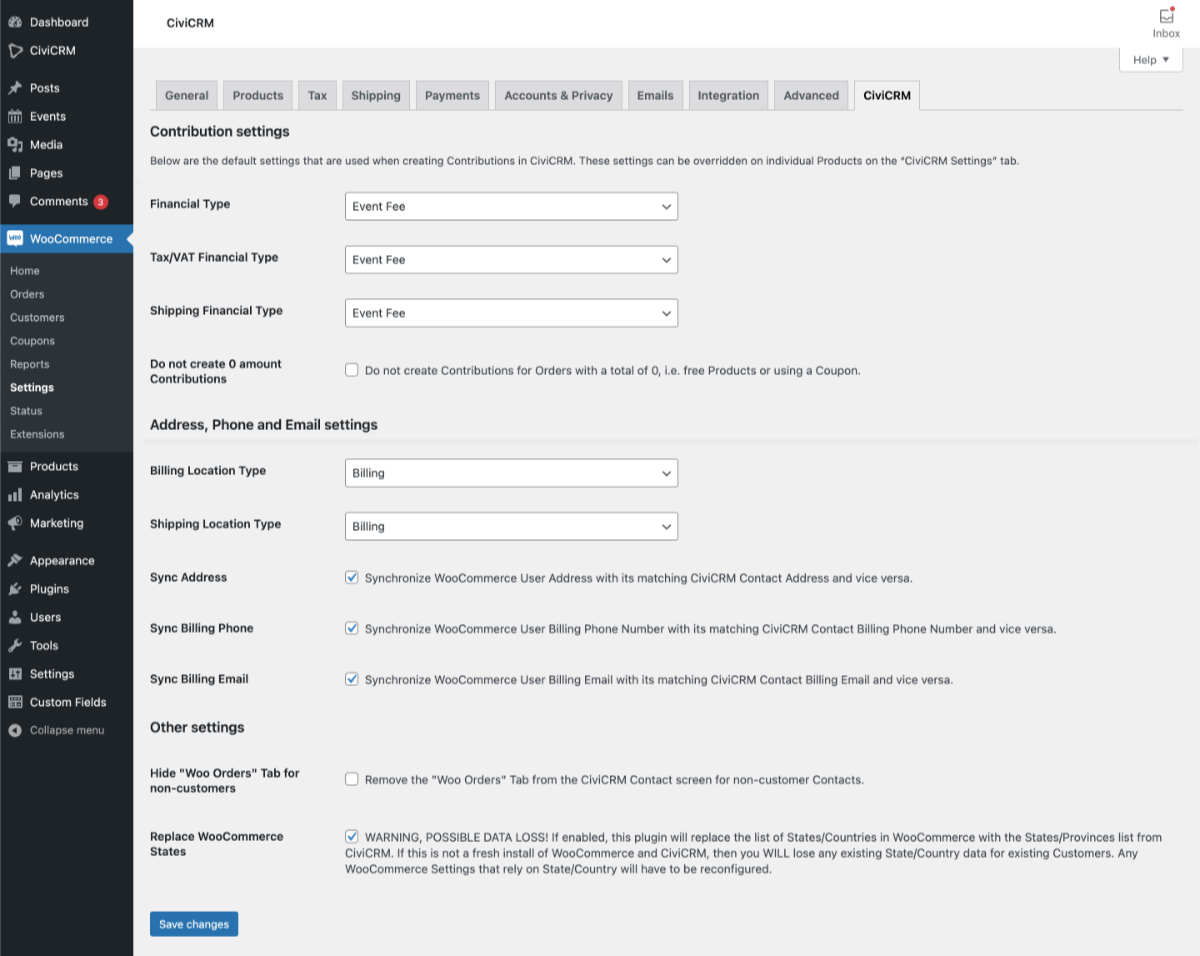 Dashboard
CiviCRM
Posts
Events
Media
Pages
Comments 3
WooCommerce
Home
Orders
Customers
Coupons
Reports
Settings
Status
Extensions
Products
Analytics
Marketing
Appearance
Plugins
Users
Tools
Settings
Custom Fields
Collapse menu
CiviCRM
Inbox
Help
General Products Tax Shipping Payments Accounts & Privacy Emails Integration Advanced CiviCRM
Contribution settings
Below are the default settings that are used when creating Contributions in CiviCRM. These settings can be overridden on individual Products on the "CiviCRM Settings" tab.
Financial Type
Event Fee
Tax/VAT Financial Type
Event Fee
Shipping Financial Type
Event Fee
Do not create 0 amount
Contributions
Do not create Contributions for Orders with a total of 0, i.e. free Products or using a Coupon.
Address, Phone and Email settings
Billing Location Type
Billing
Shipping Location Type
Billing
Sync Address
Synchronize WooCommerce User Address with its matching CiviCRM Contact Address and vice versa.
Sync Billing Phone
Synchronize WooCommerce User Billing Phone Number with its matching CiviCRM Contact Billing Phone Number and vice versa.
Sync Billing Email
Synchronize WooCommerce User Billing Email with its matching CiviCRM Contact Billing Email and vice versa.
Other settings
Hide "Woo Orders" Tab for
non-customers
Remove the "Woo Orders" Tab from the CiviCRM Contact screen for non-customer Contacts.
Replace WooCommerce
States
WARNING, POSSIBLE DATA LOSS! If enabled, this plugin will replace the list of States/Countries in WooCommerce with the States/Provinces list from
CiviCRM. If this is not a fresh install of WooCommerce and CiviCRM, then you WILL lose any existing State/Country data for existing Customers. Any
WooCommerce Settings that rely on State/Country will have to be reconfigured.
Save changes